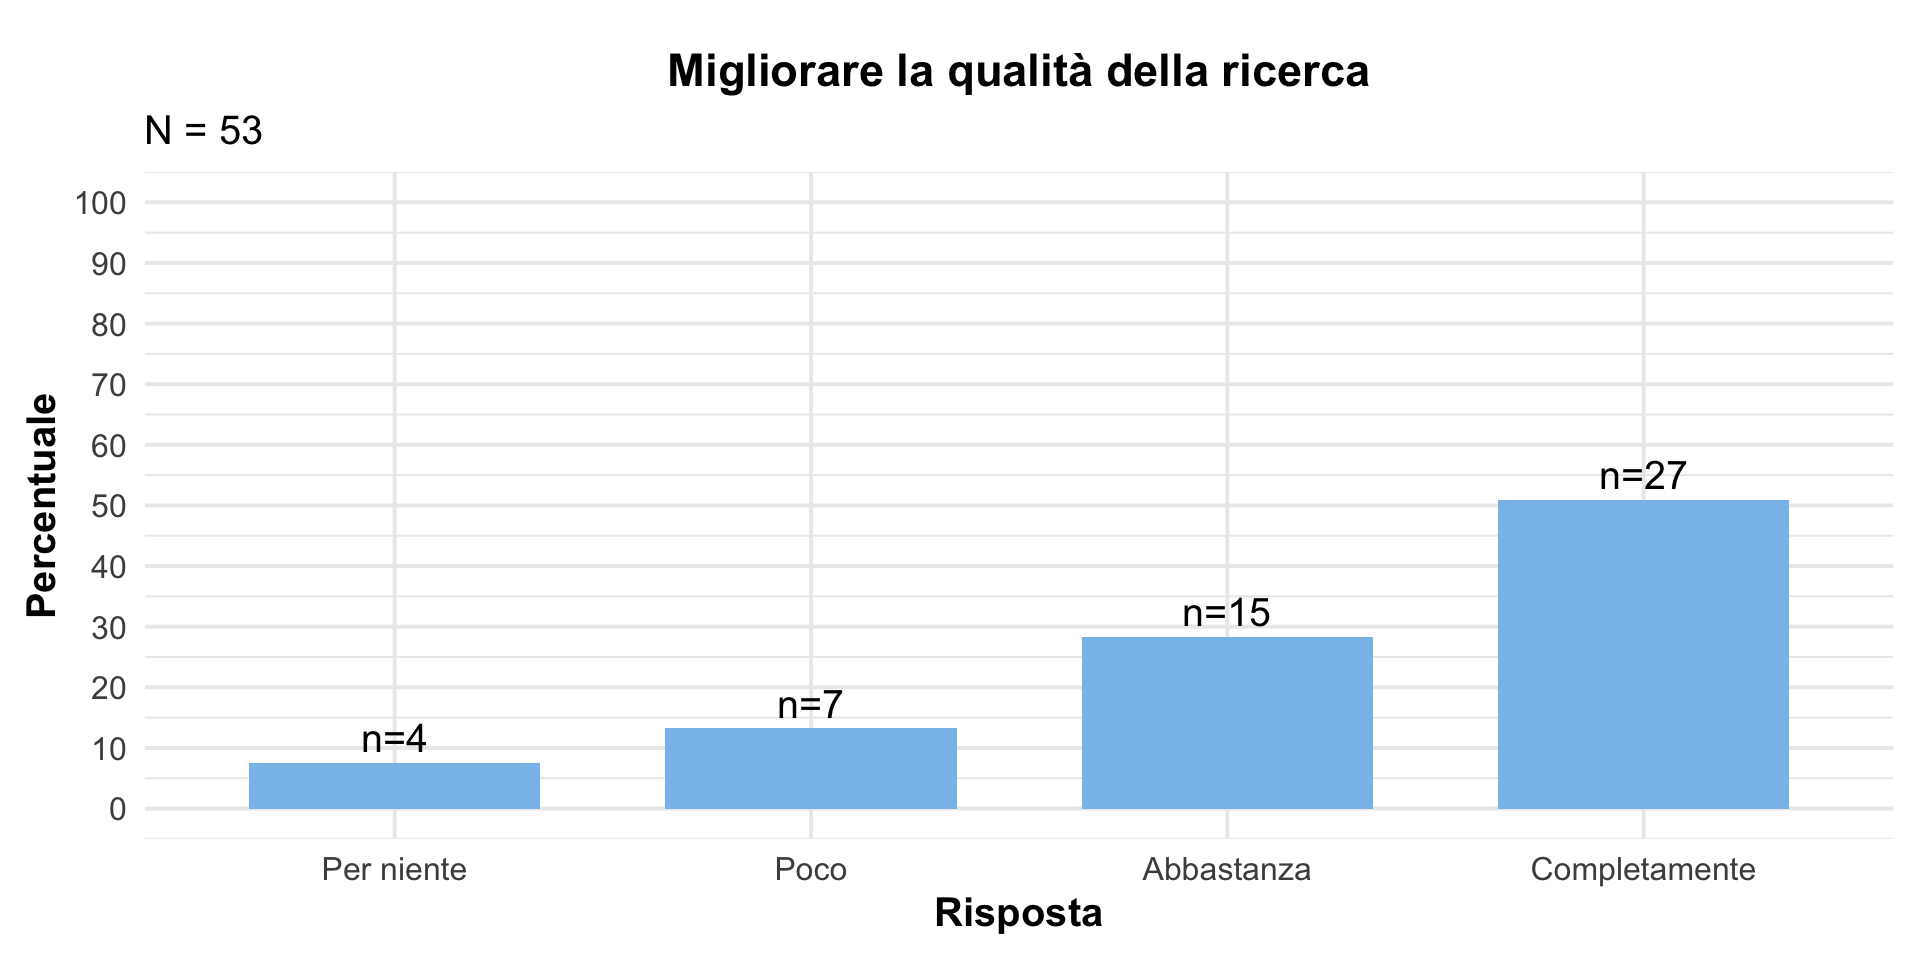 Migliorare la qualità della ricerca
N = 53
100
90
80
70
60
50
40
30
20
10
0
Percentuale
n=4
n=7
n=15
n=27
Per niente
Poco
Abbastanza
Completamente
Risposta